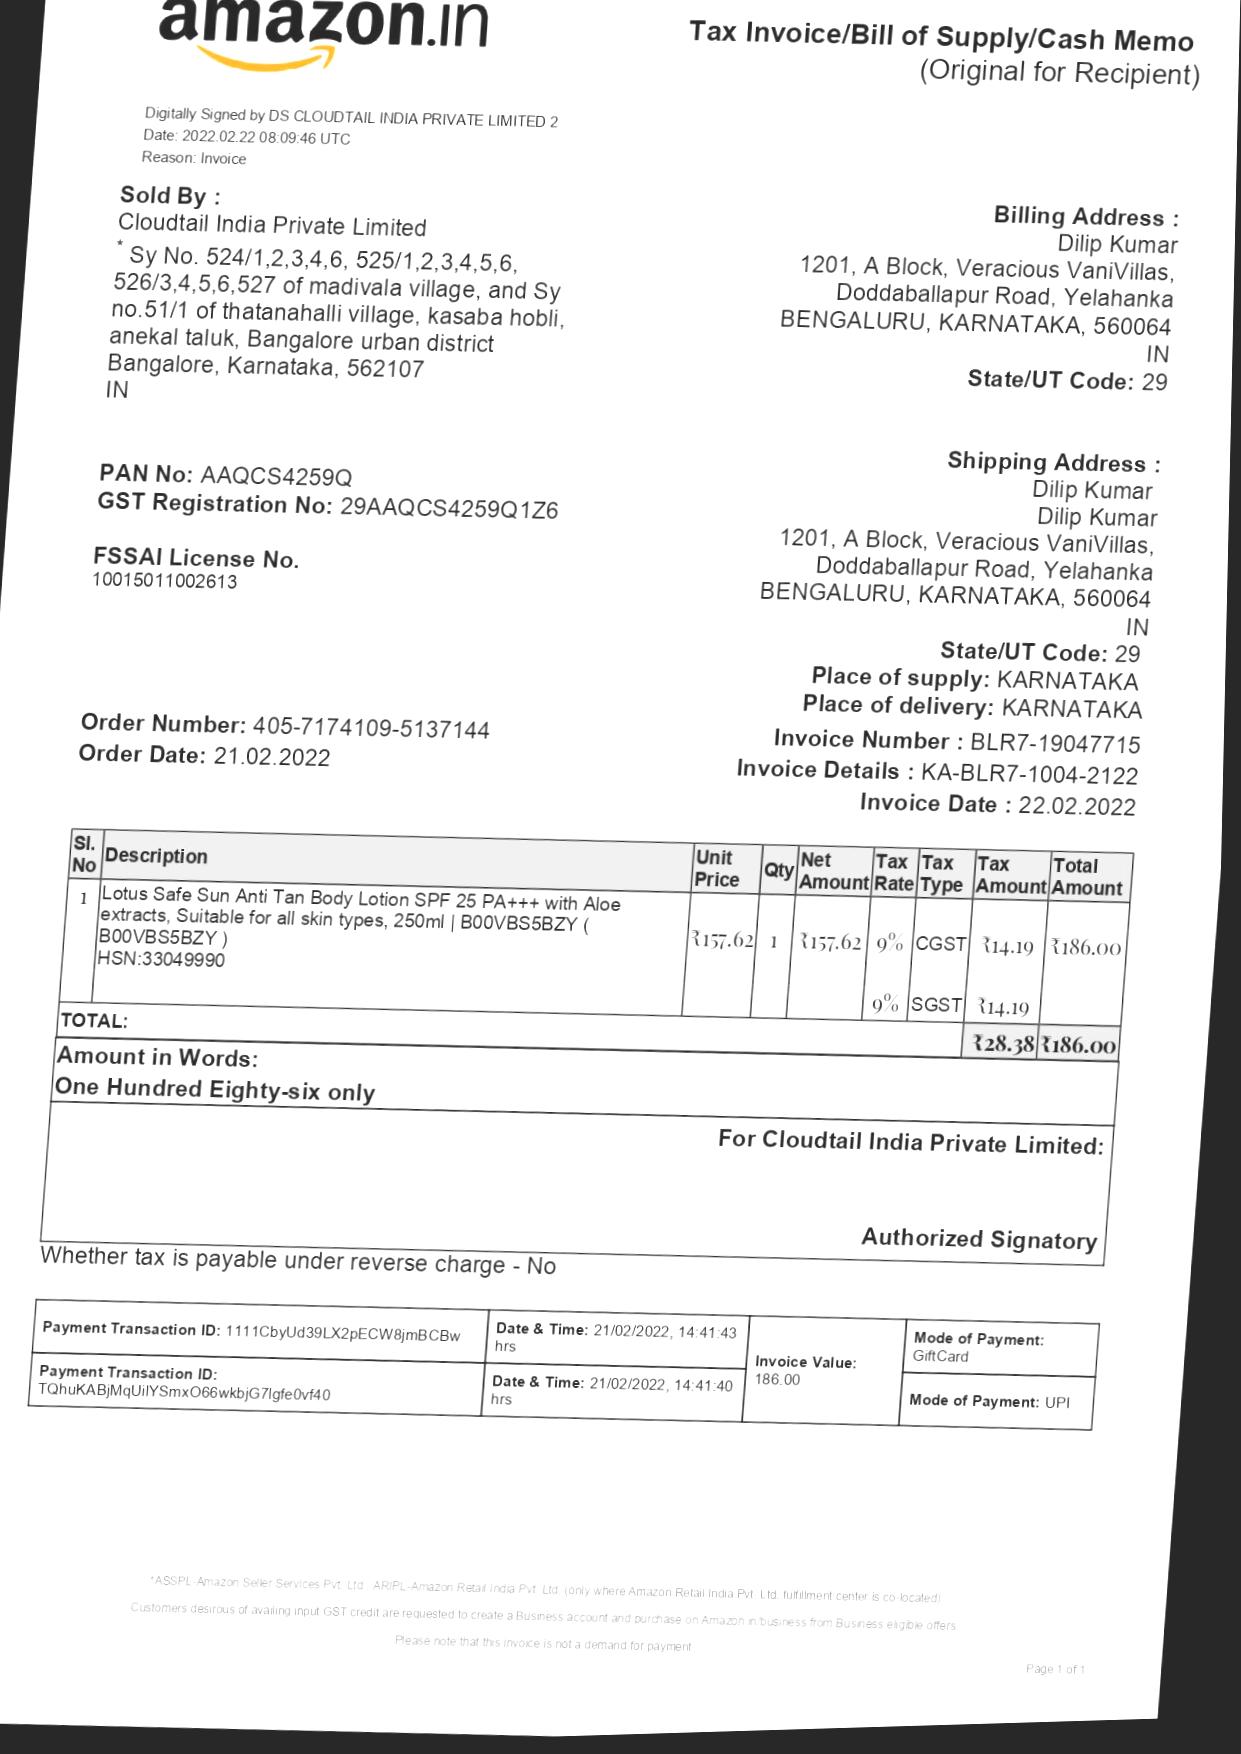 amazon.in
Tax Invoice/Bill of Supply/Cash Memo
(Original for Recipient)
Digitally Signed by DS CLOUDTAIL INDIA PRIVATE LIMITED 2
Date: 2022.02.22 08:09:46 UTC
Reason: Invoice
Sold By :
Cloudtail India Private Limited
* Sy No. 524/1,2,3,4,6, 525/1,2,3,4,5,6,
526/3,4,5,6,527 of madivala village, and Sy
no.51/1 of thatanahalli village, kasaba hobli,
anekal taluk, Bangalore urban district
Bangalore, Karnataka, 562107
IN
Billing Address :
Dilip Kumar
1201, A Block, Veracious VaniVillas,
Doddaballapur Road, Yelahanka
BENGALURU, KARNATAKA, 560064
IN
State/UT Code: 29
PAN No: AAQCS4259Q
GST Registration No: 29AAQCS4259Q1Z6
FSSAI License No.
10015011002613
Shipping Address :
Dilip Kumar
Dilip Kumar
1201, A Block, Veracious VaniVillas,
Doddaballapur Road, Yelahanka
BENGALURU, KARNATAKA, 560064
IN
State/UT Code: 29
Place of supply: KARNATAKA
Place of delivery: KARNATAKA
Order Number: 405-7174109-5137144
Order Date: 21.02.2022
Invoice Number : BLR7-19047715
Invoice Details : KA-BLR7-1004-2122
Invoice Date : 22.02.2022
Sl. No Description Unit Price Qty Net Amount Tax Rate Tax Type Tax Amount Total Amount
1 Lotus Safe Sun Anti Tan Body Lotion SPF 25 PA+++ with Aloe
extracts, Suitable for all skin types, 250ml | B00VBS5BZY (
B00VBS5BZY )
HSN:33049990
₹157.62 1 ₹157.62 9% CGST ₹14.19 ₹186.00
9% SGST ₹14.19
TOTAL: ₹28.38 ₹186.00
Amount in Words:
One Hundred Eighty-six only
For Cloudtail India Private Limited:
Authorized Signatory
Whether tax is payable under reverse charge - No
Payment Transaction ID: 1111CbyUd39LX2pECW8jmBCBw
Date & Time: 21/02/2022, 14:41:43
hrs
Invoice Value:
186.00
Mode of Payment:
GiftCard
Payment Transaction ID:
TQhuKABjMqUilYSmxO66wkbjG7lgfe0vf40
Date & Time: 21/02/2022, 14:41:40
hrs
Mode of Payment: UPI
*ASSPL-Amazon Seller Services Pvt. Ltd., ARIPL-Amazon Retail India Pvt. Ltd. (only where Amazon Retail India Pvt. Ltd. fulfillment center is co-located)
Customers desirous of availing input GST credit are requested to create a Business account and purchase on Amazon.in/business from Business eligible offers
Please note that this invoice is not a demand for payment
Page 1 of 1